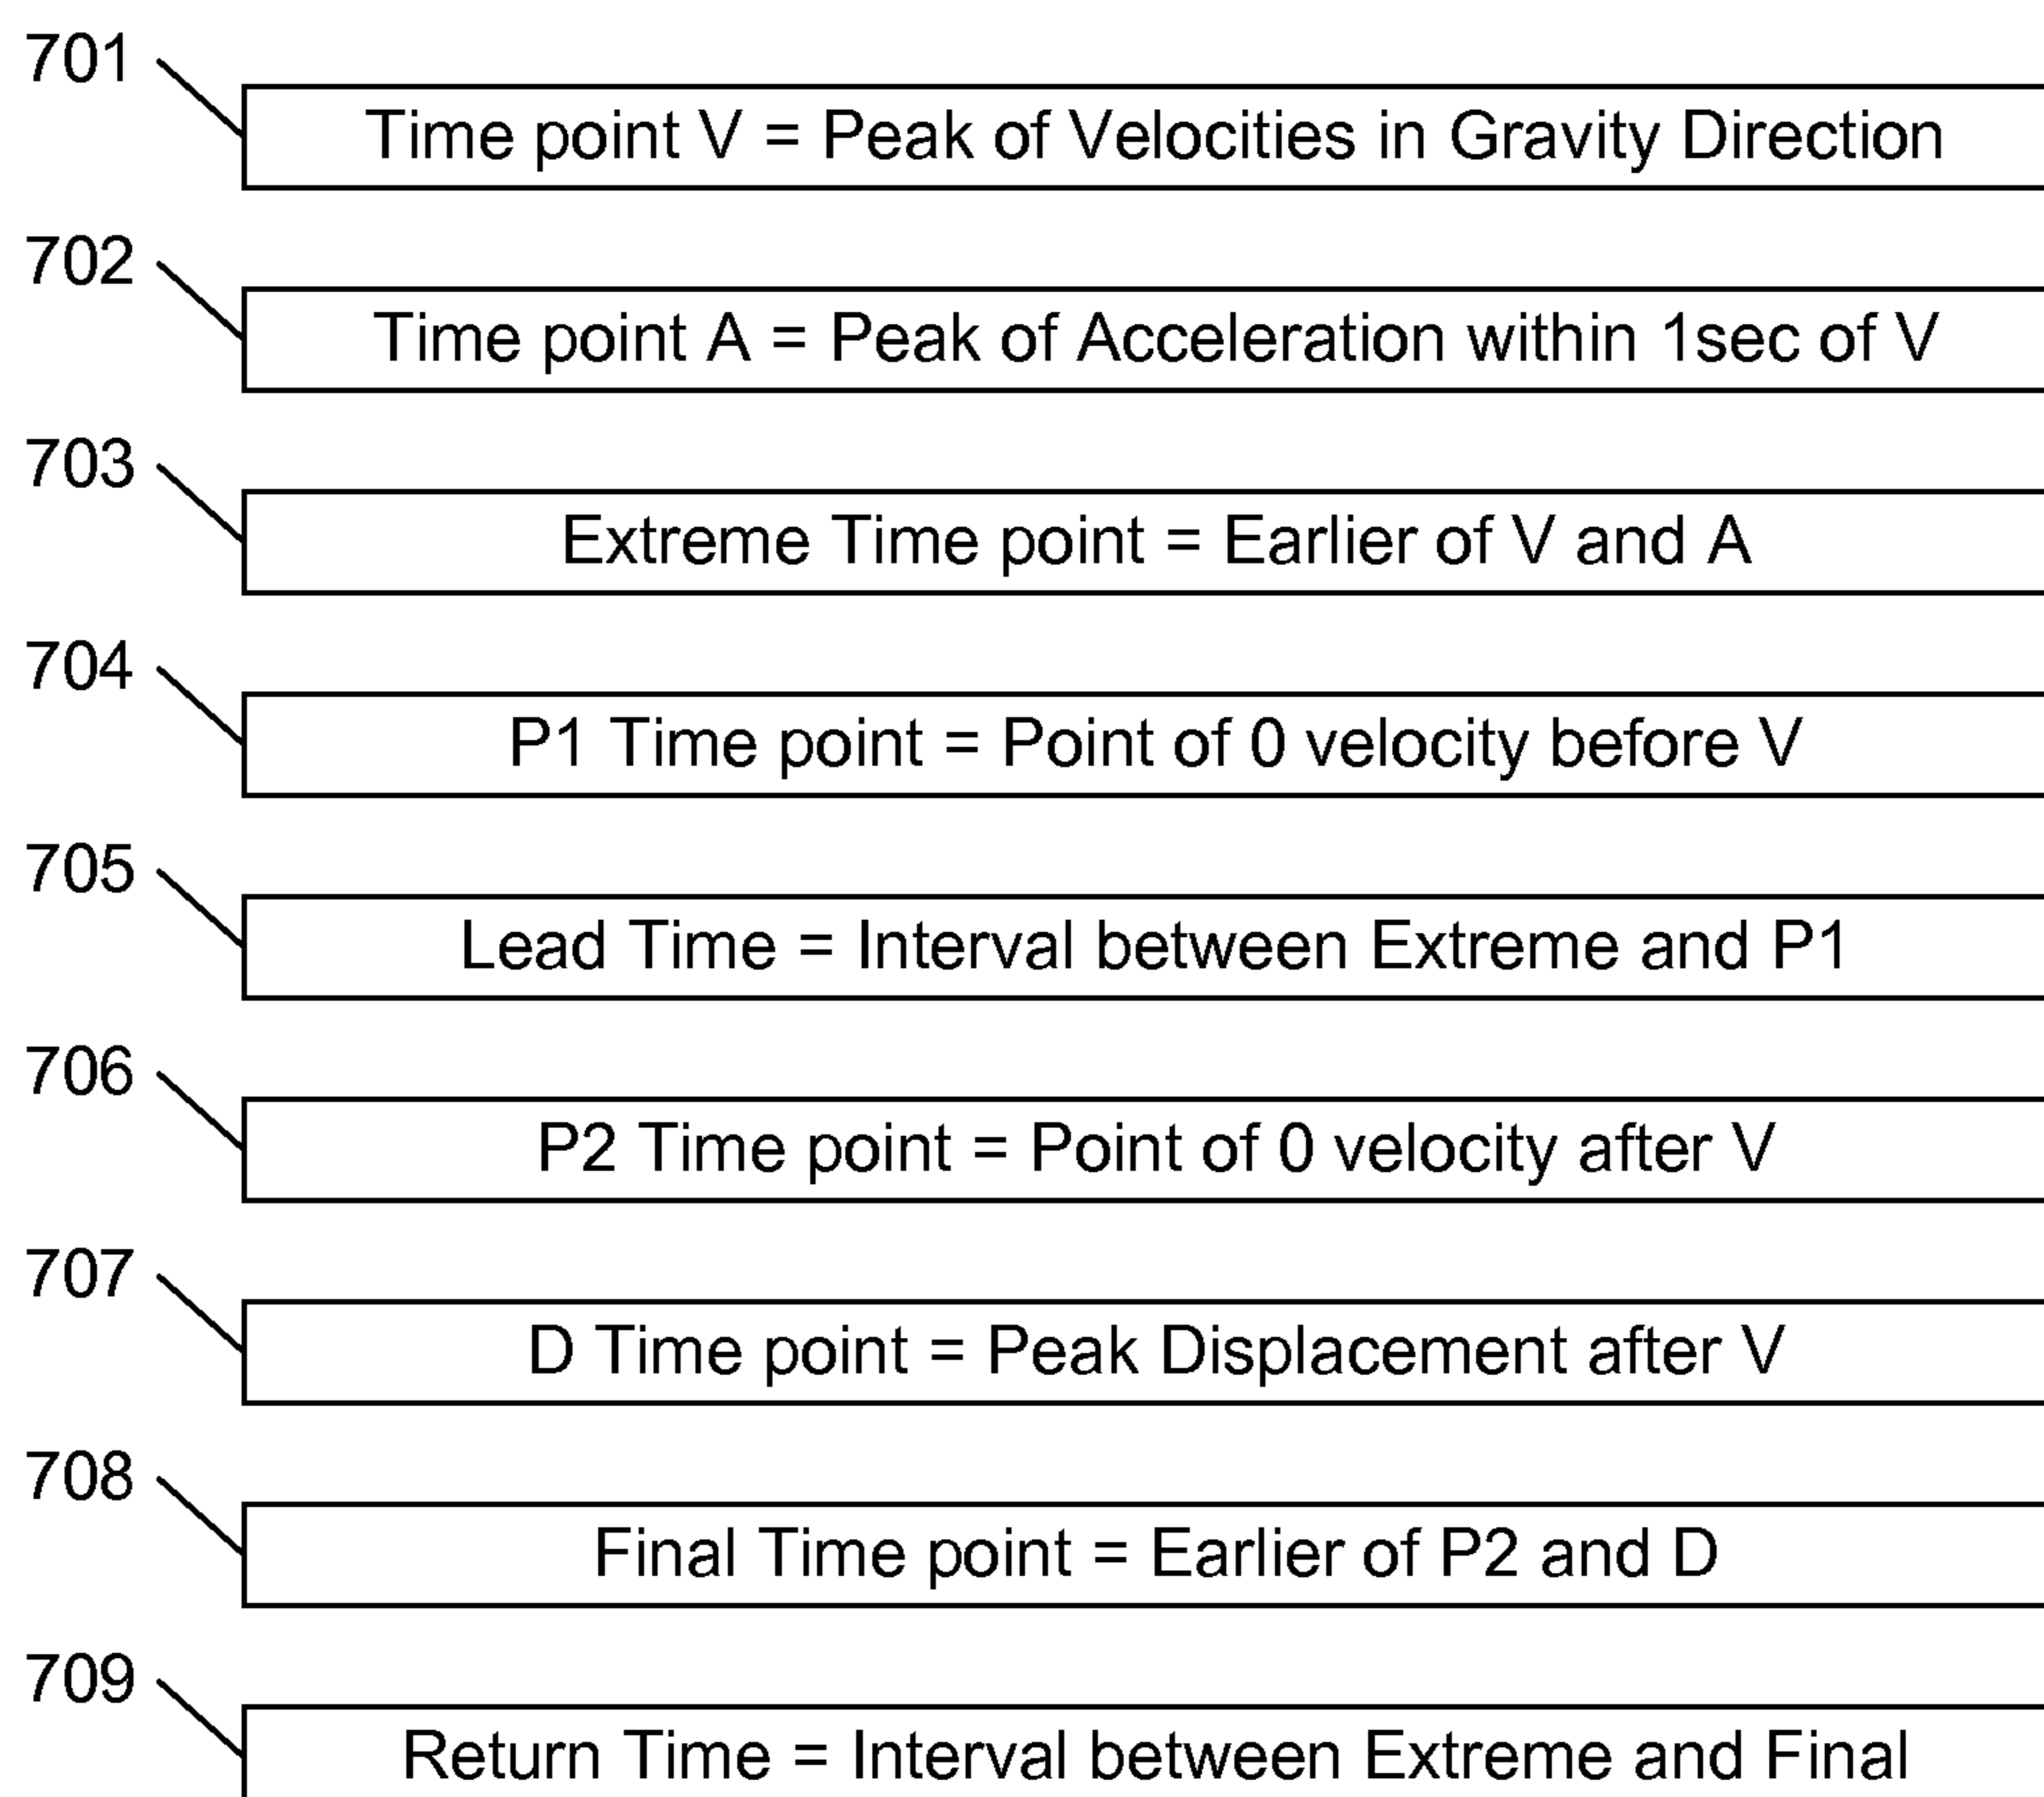 701
Time point V = Peak of Velocities in Gravity Direction
702
Time point A = Peak of Acceleration within 1sec of V
703
Extreme Time point = Earlier of V and A
704
P1 Time point = Point of 0 velocity before V
705
Lead Time = Interval between Extreme and P1
706
P2 Time point = Point of 0 velocity after V
707
D Time point = Peak Displacement after V
708
Final Time point = Earlier of P2 and D
709
Return Time = Interval between Extreme and Final